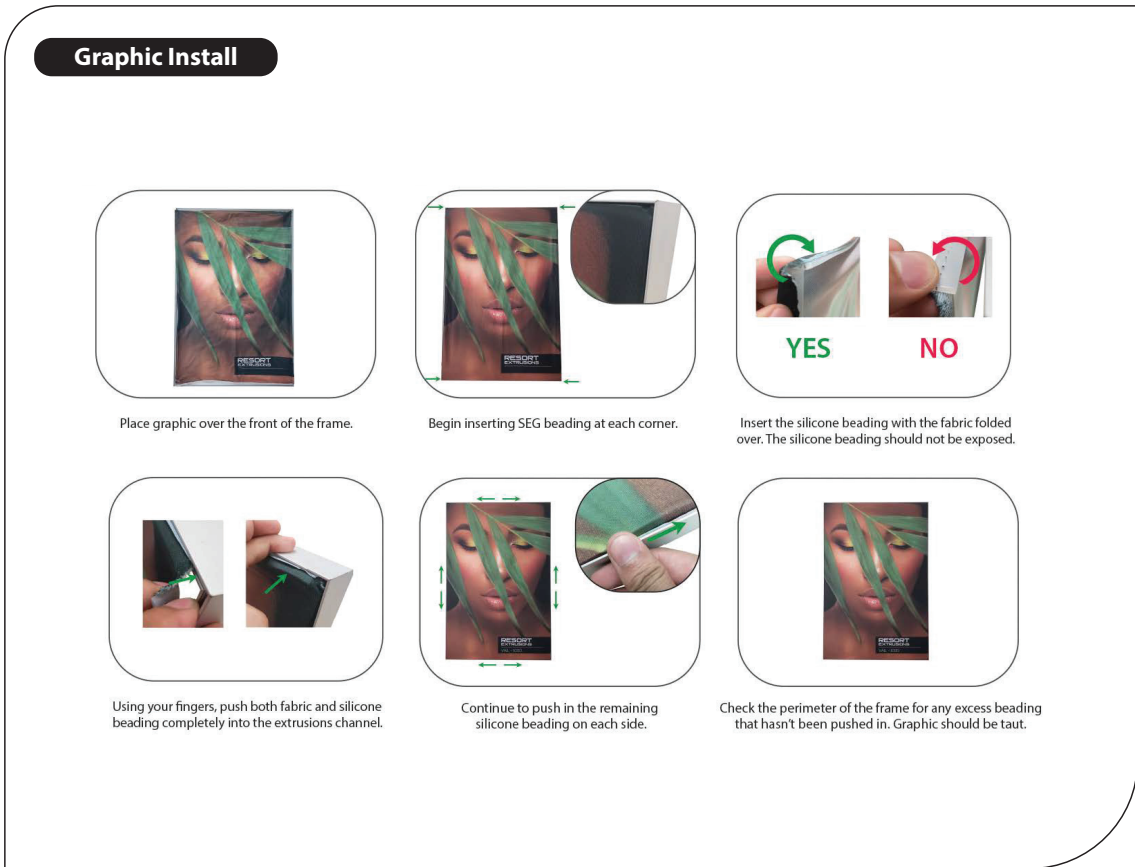 Graphic Install
RESORT
EXTRUSIONS
RESORT
EXTRUSIONS
YES
NO
Place graphic over the front of the frame.
Begin inserting SEG beading at each corner.
Insert the silicone beading with the fabric folded
over. The silicone beading should not be exposed.
RESORT
EXTRUSIONS
RESORT
EXTRUSIONS
Using your fingers, push both fabric and silicone
beading completely into the extrusions channel.
Continue to push in the remaining
silicone beading on each side.
Check the perimeter of the frame for any excess beading
that hasn't been pushed in. Graphic should be taut.